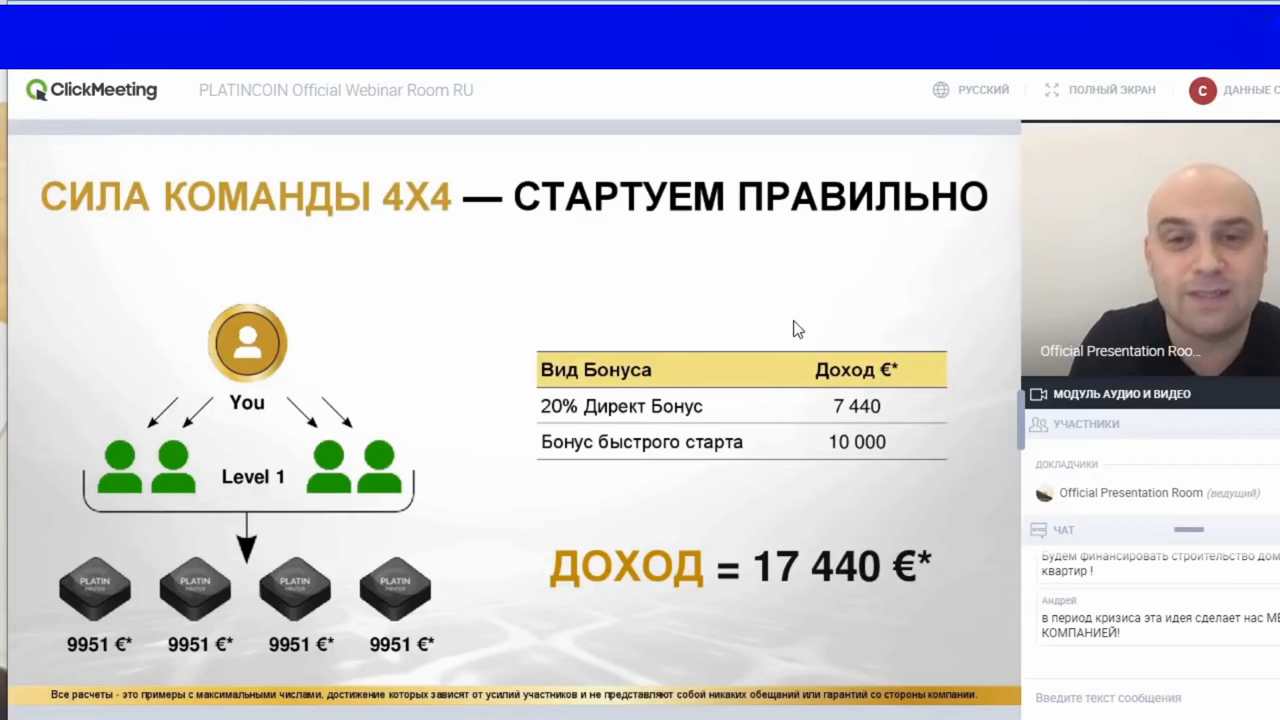 ClickMeeting
PLATINCOIN Official Webinar Room RU
РУССКИЙ
ПОЛНЫЙ ЭКРАН
C
ДАННЫЕ
СИЛА КОМАНДЫ 4X4 — СТАРТУЕМ ПРАВИЛЬНО
You
Level 1
PLATIN
PLATIN
PLATIN
PLATIN
9951 €*
9951 €*
9951 €*
9951 €*
Вид Бонуса Доход €*
20% Директ Бонус 7 440
Бонус быстрого старта 10 000
ДОХОД = 17 440 €*
Все расчеты - это примеры с максимальными числами, достижение которых зависят от усилий участников и не представляют собой никаких обещаний или гарантий со стороны компании.
Official Presentation Roo...
МОДУЛЬ АУДИО И ВИДЕО
УЧАСТНИКИ
ДОКЛАДЧИКИ
Official Presentation Room (ведущий)
ЧАТ
Будем финансировать строительство
квартир !
Андрей
в период кризиса эта идея сделает нас
КОМПАНИЕЙ!
Введите текст сообщения